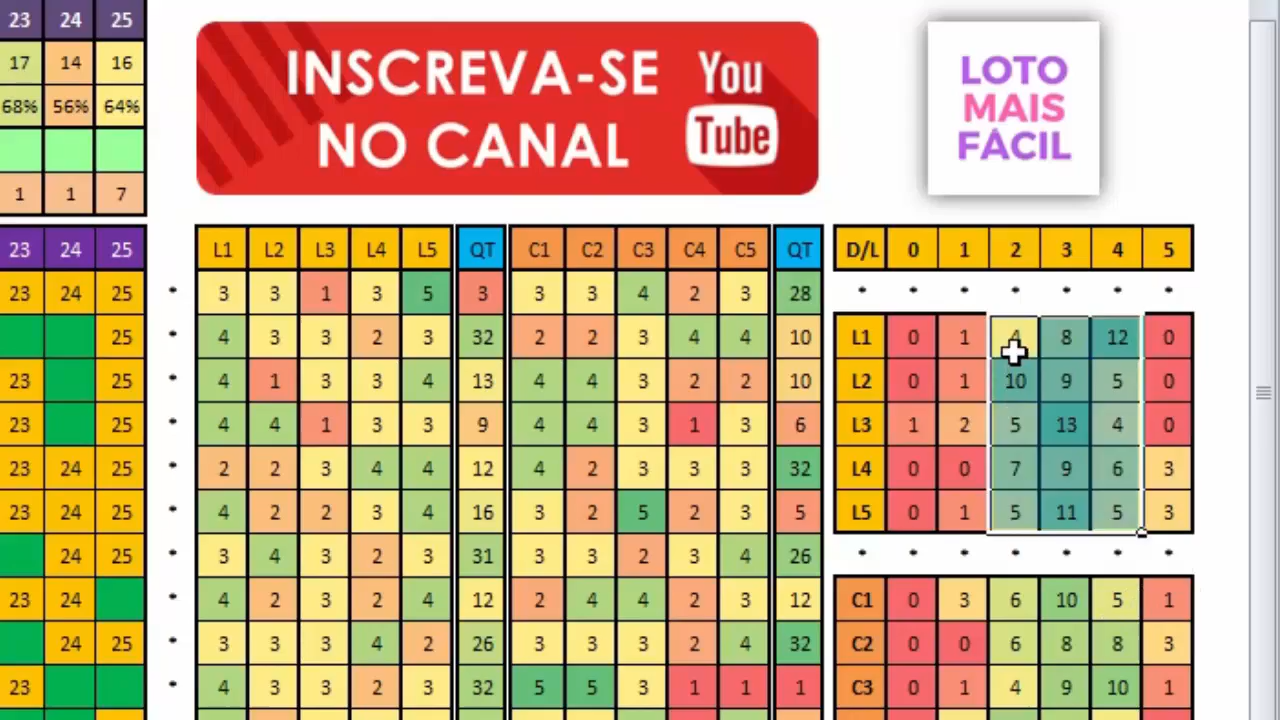 23 24 25
17 14 16
68% 56% 64%
1 1 7
INSCREVA-SE
NO CANAL
You
Tube
LOTO
MAIS
FÁCIL
23 24 25 L1 L2 L3 L4 L5 QT C1 C2 C3 C4 C5 QT D/L 0 1 2 3 4 5
23 24 25 * 3 3 1 3 5 3 3 3 4 2 3 28 * * * * * * *
25 * 4 3 3 2 3 32 2 2 3 4 4 10 L1 0 1 4 8 12 0
23 25 * 4 1 3 3 4 13 4 4 3 2 2 10 L2 0 1 10 9 5 0
23 25 * 4 4 1 3 3 9 4 4 3 1 3 6 L3 1 2 5 13 4 0
23 24 25 * 2 2 3 4 4 12 4 2 3 3 3 32 L4 0 0 7 9 6 3
23 24 25 * 4 2 2 3 4 16 3 2 5 2 3 5 L5 0 1 5 11 5 3
24 25 * 3 4 3 2 3 31 3 3 2 3 4 26 * * * * * * *
23 24 * 4 2 3 2 4 12 2 4 4 2 3 12 C1 0 3 6 10 5 1
24 25 * 3 3 3 4 2 26 3 3 3 2 4 32 C2 0 0 6 8 8 3
23 * 4 3 3 2 3 32 5 5 3 1 1 1 C3 0 1 4 9 10 1